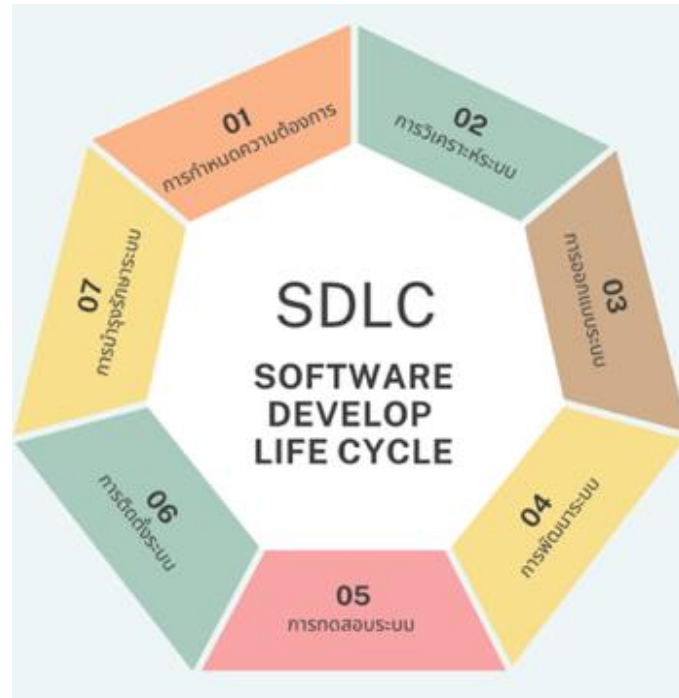 01
การกำหนดความต้องการ
02
การวิเคราะห์ระบบ
03
การออกแบบระบบ
04
การพัฒนาระบบ
05
การทดสอบระบบ
06
การติดตั้งระบบ
07
การบำรุงรักษาระบบ
SDLC
SOFTWARE
DEVELOP
LIFE CYCLE